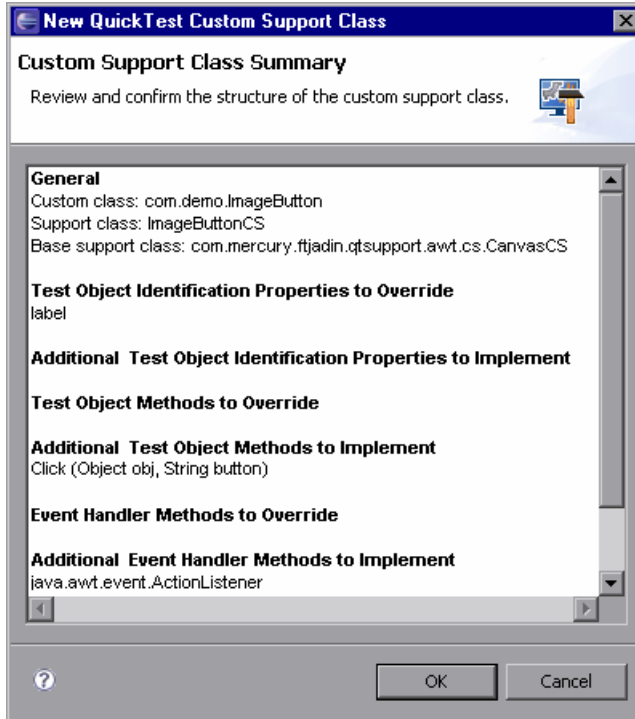 New QuickTest Custom Support Class
Custom Support Class Summary
Review and confirm the structure of the custom support class.
General
Custom class: com.demo.ImageButton
Support class: ImageButtonCS
Base support class: com.mercury.ftjadin.qtsupport.awt.cs.CanvasCS
Test Object Identification Properties to Override
label
Additional Test Object Identification Properties to Implement
Test Object Methods to Override
Additional Test Object Methods to Implement
Click (Object obj, String button)
Event Handler Methods to Override
Additional Event Handler Methods to Implement
java.awt.event.ActionListener
?
OK
Cancel